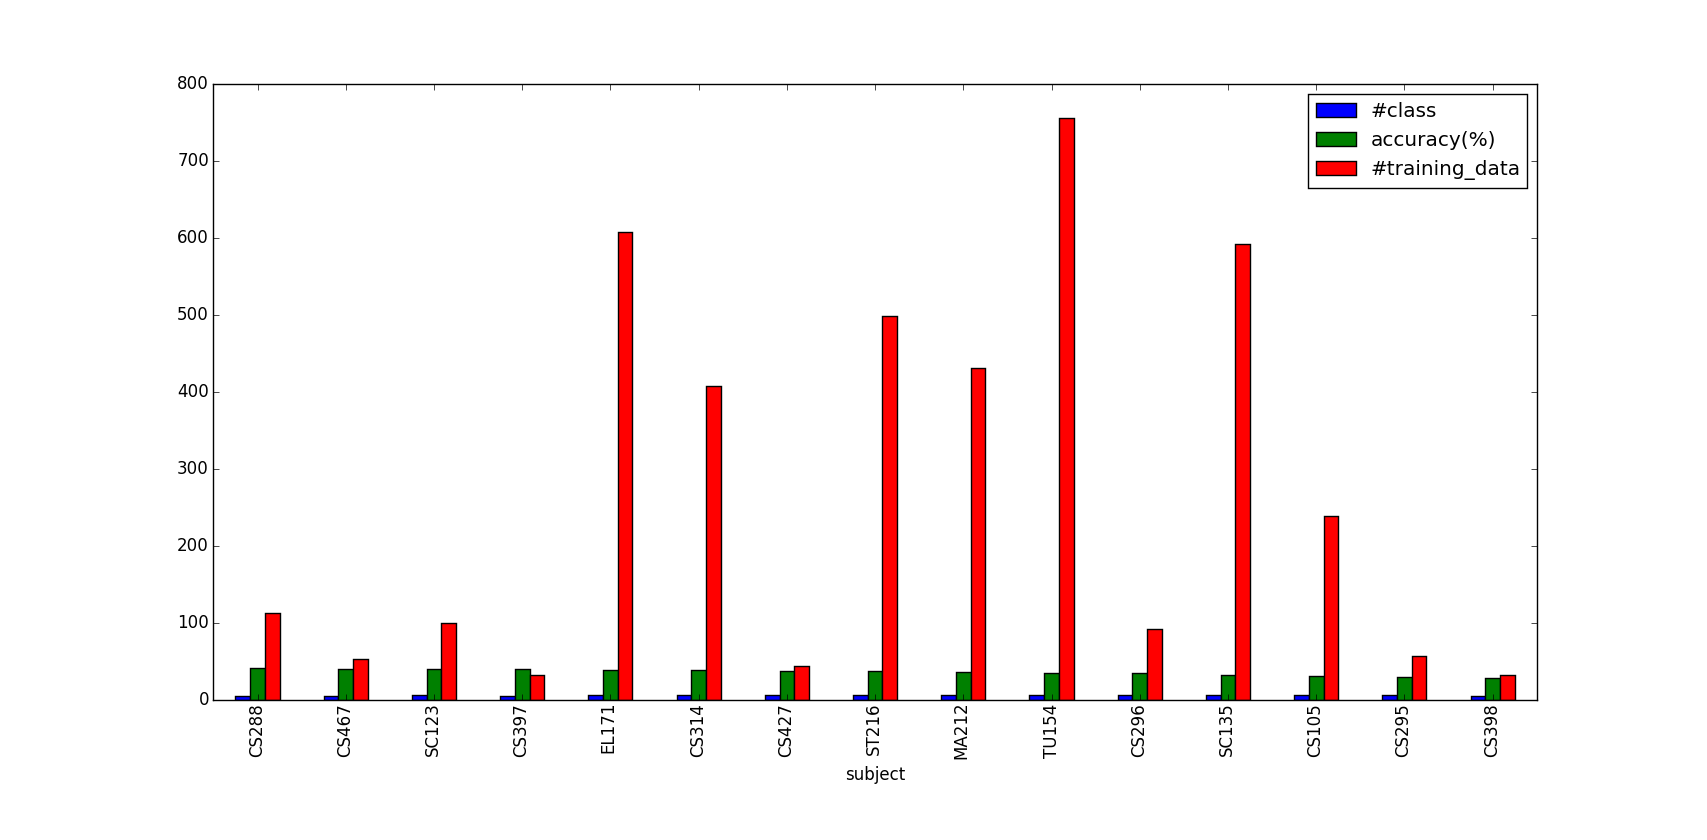 800
700
600
500
400
300
200
100
0
#class
accuracy(%)
#training_data
CS288
CS467
SC123
CS397
EL171
CS314
CS427
ST216
MA212
TU154
CS296
SC135
CS105
CS295
CS398
subject